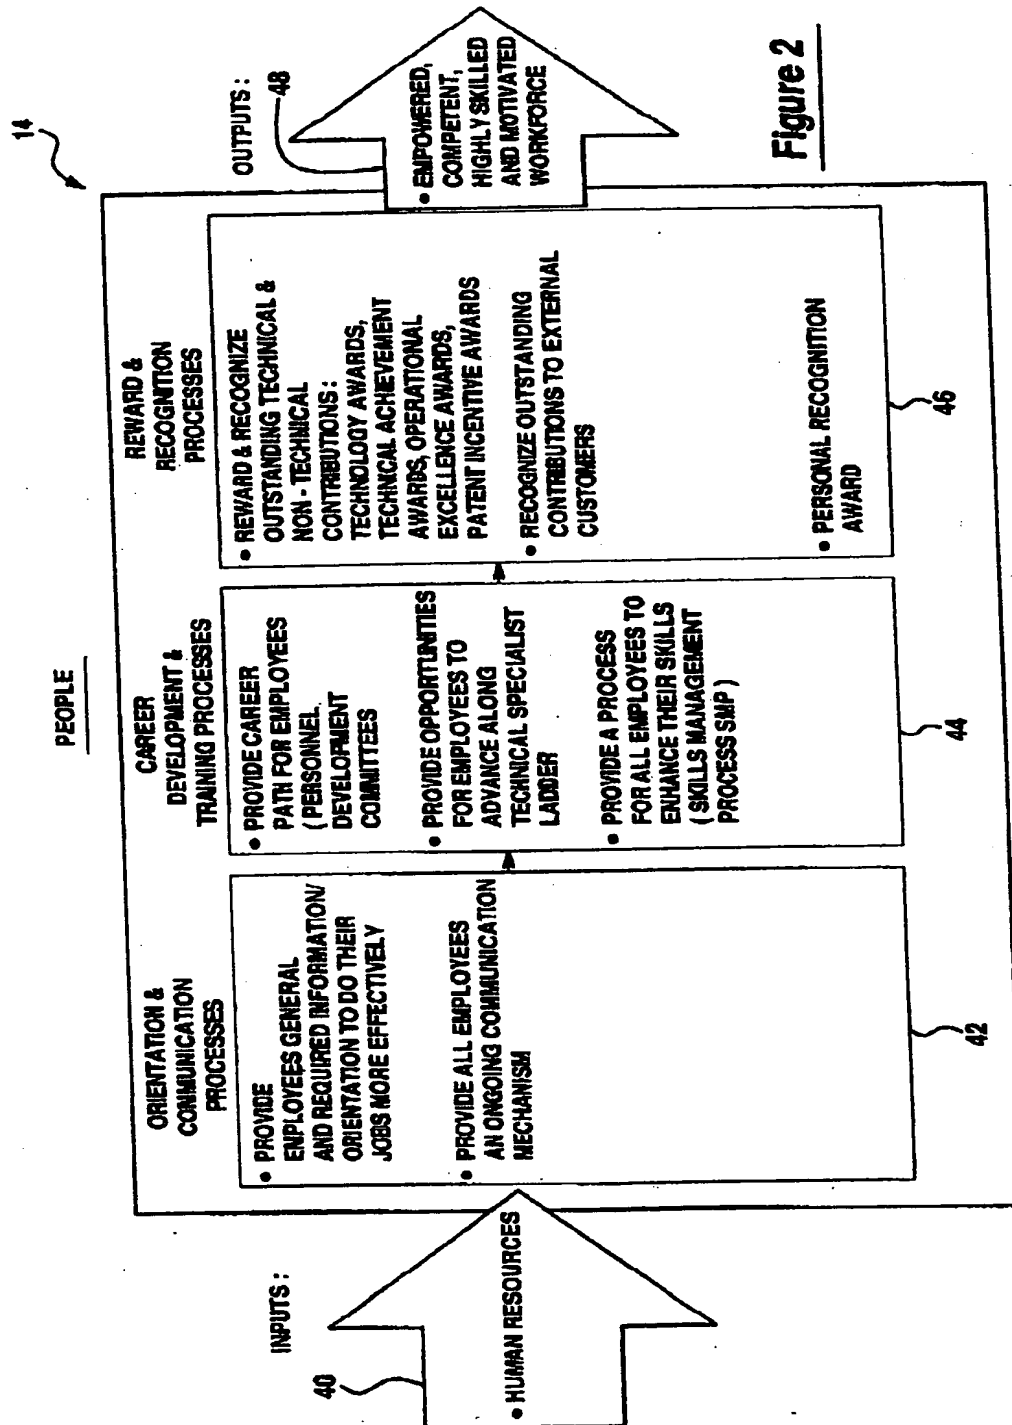 14
PEOPLE
INPUTS :
40
• HUMAN RESOURCES
ORIENTATION &
COMMUNICATION
PROCESSES
• PROVIDE
EMPLOYEES GENERAL
AND REQUIRED INFORMATION/
ORIENTATION TO DO THEIR
JOBS MORE EFFECTIVELY
• PROVIDE ALL EMPLOYEES
AN ONGOING COMMUNICATION
MECHANISM
42
CAREER
DEVELOPMENT &
TRAINING PROCESSES
• PROVIDE CAREER
PATH FOR EMPLOYEES
( PERSONNEL
DEVELOPMENT
COMMITTEES
• PROVIDE OPPORTUNITIES
FOR EMPLOYEES TO
ADVANCE ALONG
TECHNICAL SPECIALIST
LADDER
• PROVIDE A PROCESS
FOR ALL EMPLOYEES TO
ENHANCE THEIR SKILLS
( SKILLS MANAGEMENT
PROCESS SMP )
44
REWARD &
RECOGNITION
PROCESSES
• REWARD & RECOGNIZE
OUTSTANDING TECHNICAL &
NON - TECHNICAL
CONTRIBUTIONS :
TECHNOLOGY AWARDS,
TECHNICAL ACHIEVEMENT
AWARDS, OPERATIONAL
EXCELLENCE AWARDS,
PATENT INCENTIVE AWARDS
• RECOGNIZE OUTSTANDING
CONTRIBUTIONS TO EXTERNAL
CUSTOMERS
• PERSONAL RECOGNITION
AWARD
46
OUTPUTS :
48
• EMPOWERED,
COMPETENT,
HIGHLY SKILLED
AND MOTIVATED
WORKFORCE
Figure 2